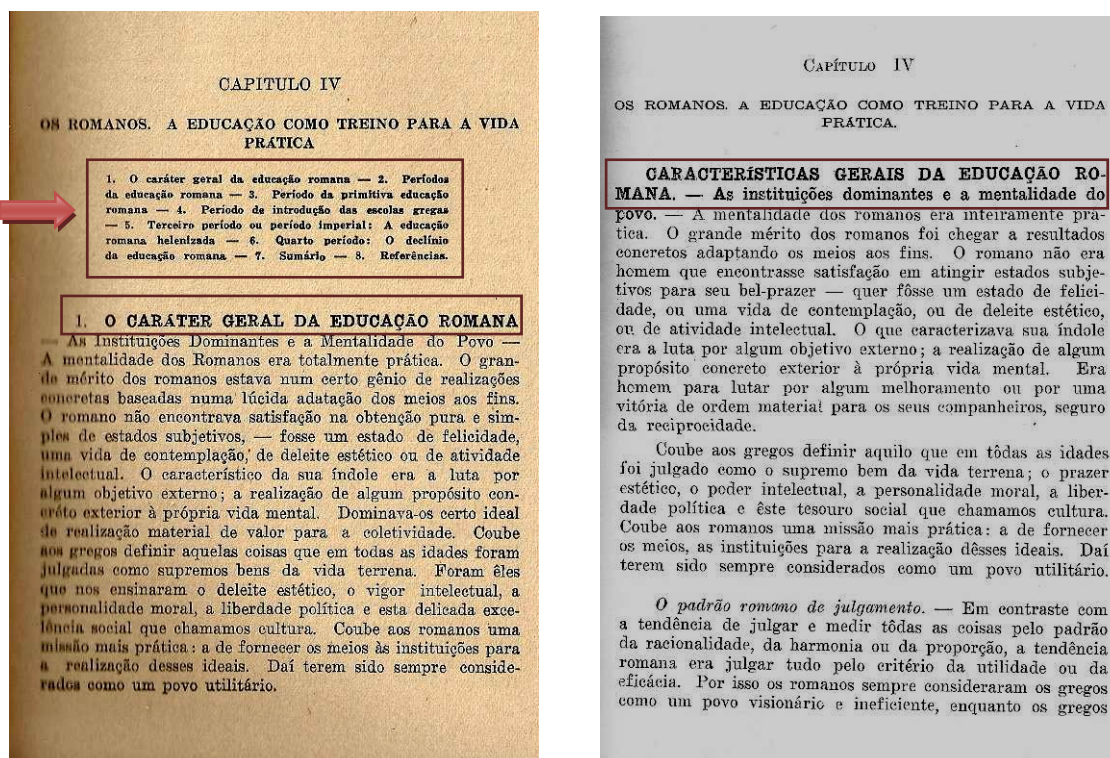 CAPITULO IV
OS ROMANOS. A EDUCAÇÃO COMO TREINO PARA A VIDA
PRÁTICA
1. O caráter geral da educação romana — 2. Períodos
da educação romana — 3. Período da primitiva educação
romana — 4. Período de introdução das escolas gregas
— 5. Terceiro período ou período imperial: A educação
romana helenizada — 6. Quarto período: O declínio
da educação romana — 7. Sumário — 8. Referências.
1. O CARÁTER GERAL DA EDUCAÇÃO ROMANA
— As Instituições Dominantes e a Mentalidade do Povo —
A mentalidade dos Romanos era totalmente prática. O gran-
de mérito dos romanos estava num certo gênio de realizações
concretas baseadas numa lúcida adatação dos meios aos fins.
O romano não encontrava satisfação na obtenção pura e sim-
ples de estados subjetivos, — fosse um estado de felicidade,
uma vida de contemplação, de deleite estético ou de atividade
intelectual. O característico da sua índole era a luta por
algum objetivo externo; a realização de algum propósito con-
créto exterior à própria vida mental. Dominava-os certo ideal
de realização material de valor para a coletividade. Coube
aos gregos definir aquelas coisas que em todas as idades foram
julgadas como supremos bens da vida terrena. Foram êles
que nos ensinaram o deleite estético, o vigor intelectual, a
personalidade moral, a liberdade política e esta delicada exce-
lência social que chamamos cultura. Coube aos romanos uma
missão mais prática: a de fornecer os meios às instituições para
a realização desses ideais. Daí terem sido sempre conside-
rados como um povo utilitário.
CAPÍTULO IV
OS ROMANOS. A EDUCAÇÃO COMO TREINO PARA A VIDA
PRÁTICA.
CARACTERÍSTICAS GERAIS DA EDUCAÇÃO RO-
MANA. — As instituições dominantes e a mentalidade do
povo. — A mentalidade dos romanos era inteiramente prá-
tica. O grande mérito dos romanos foi chegar a resultados
concretos adaptando os meios aos fins. O romano não era
homem que encontrasse satisfação em atingir estados subje-
tivos para seu bel-prazer — quer fôsse um estado de felici-
dade, ou uma vida de contemplação, ou de deleite estético,
ou de atividade intelectual. O que caracterizava sua índole
era a luta por algum objetivo externo; a realização de algum
propósito concreto exterior à própria vida mental. Era
homem para lutar por algum melhoramento ou por uma
vitória de ordem material para os seus companheiros, seguro
da reciprocidade.
Coube aos gregos definir aquilo que em tôdas as idades
foi julgado como o supremo bem da vida terrena; o prazer
estético, o poder intelectual, a personalidade moral, a liber-
dade política e êste tesouro social que chamamos cultura.
Coube aos romanos uma missão mais prática: a de fornecer
os meios, as instituições para a realização dêsses ideais. Daí
terem sido sempre considerados como um povo utilitário.
O padrão romano de julgamento. — Em contraste com
a tendência de julgar e medir tôdas as coisas pelo padrão
da racionalidade, da harmonia ou da proporção, a tendência
romana era julgar tudo pelo critério da utilidade ou da
eficácia. Por isso os romanos sempre consideraram os gregos
como um povo visionário e ineficiente, enquanto os gregos